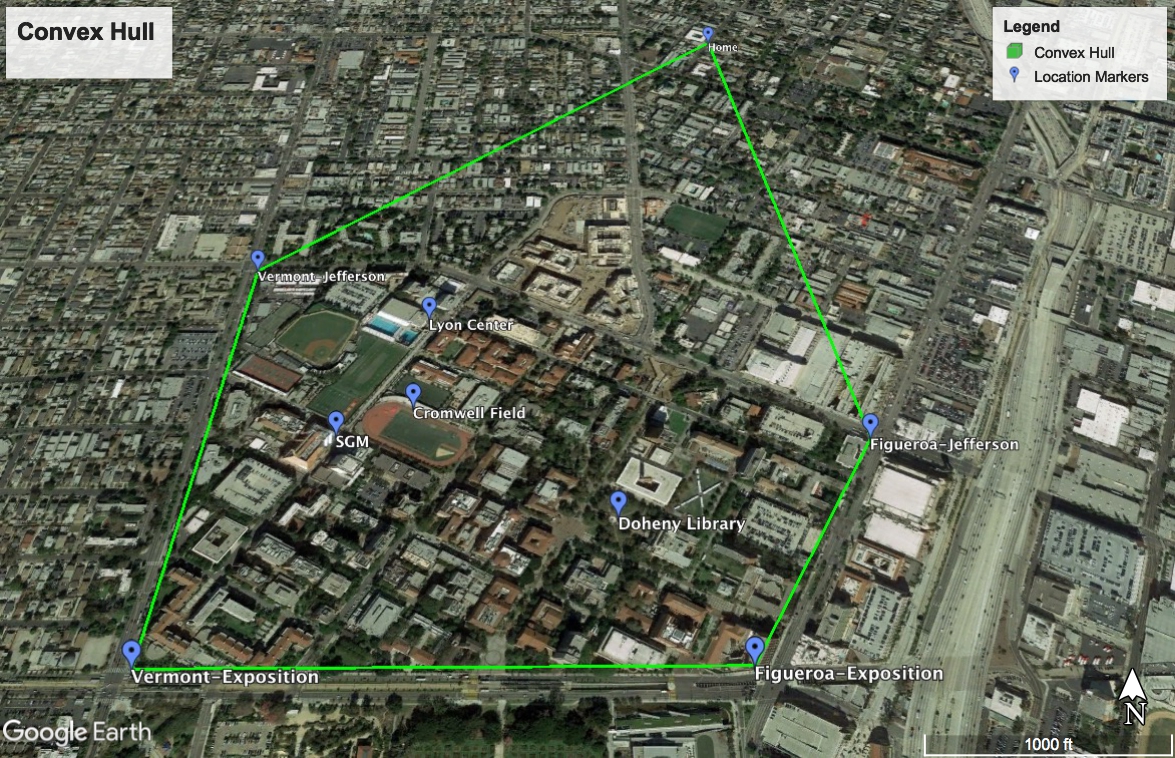 Convex Hull
Legend
Convex Hull
Location Markers
Home
Vermont-Jefferson
Lyon Center
Cromwell Field
SGM
Figueroa-Jefferson
Doheny Library
Vermont-Exposition
Figueroa-Exposition
N
Google Earth
1000 ft